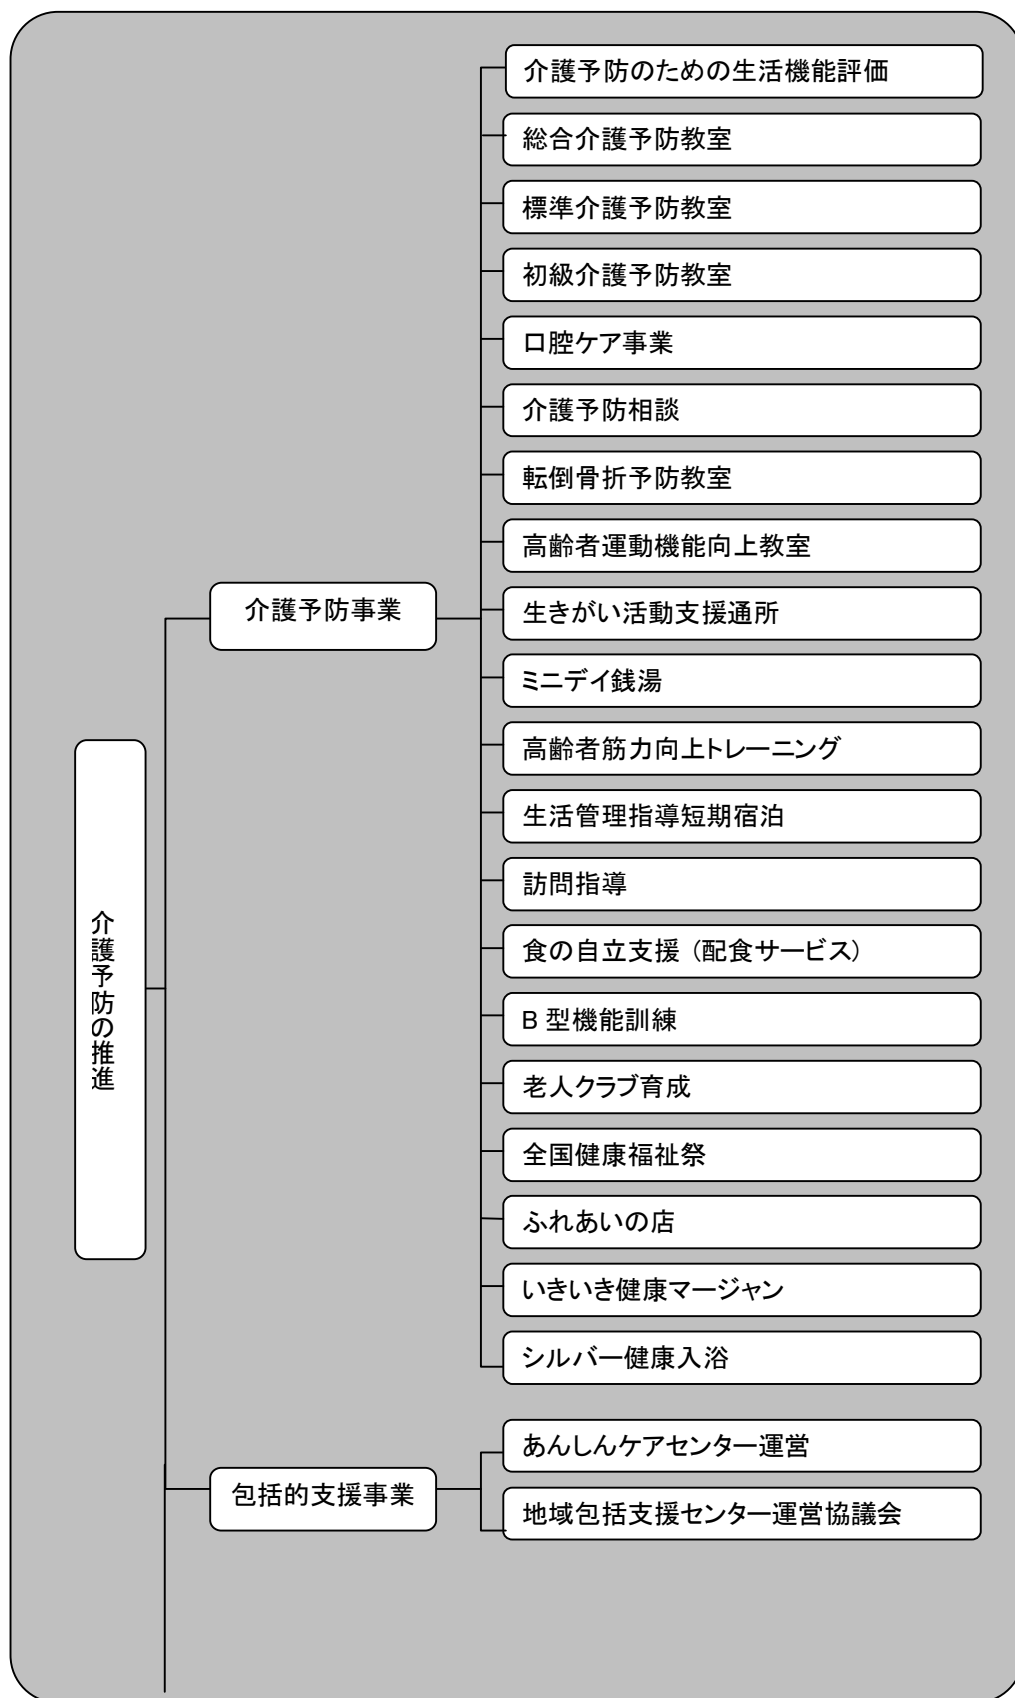 介護予防の推進
介護予防事業
介護予防のための生活機能評価
総合介護予防教室
標準介護予防教室
初級介護予防教室
口腔ケア事業
介護予防相談
転倒骨折予防教室
高齢者運動機能向上教室
生きがい活動支援通所
ミニデイ銭湯
高齢者筋力向上トレーニング
生活管理指導短期宿泊
訪問指導
食の自立支援（配食サービス）
B 型機能訓練
老人クラブ育成
全国健康福祉祭
ふれあいの店
いきいき健康マージャン
シルバー健康入浴
包括的支援事業
あんしんケアセンター運営
地域包括支援センター運営協議会